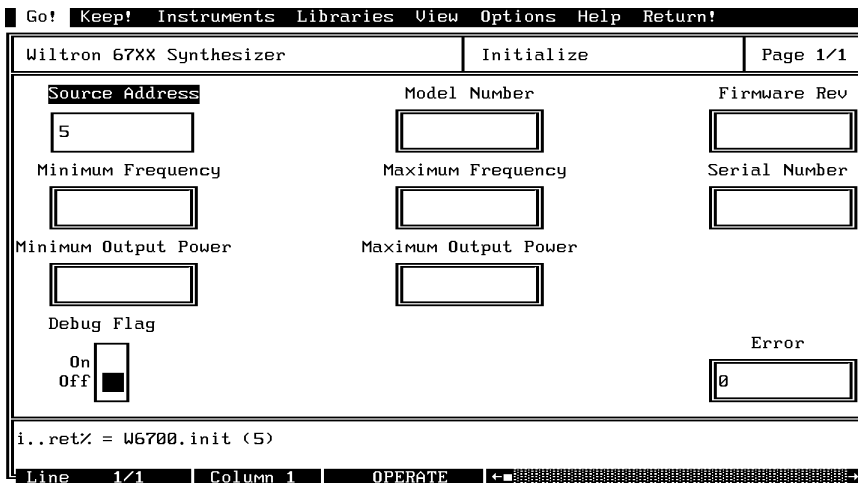 Go! Keep! Instruments Libraries View Options Help Return!
Wiltron 67XX Synthesizer Initialize Page 1/1
Source Address Model Number Firmware Rev
5
Minimum Frequency Maximum Frequency Serial Number
Minimum Output Power Maximum Output Power
Debug Flag
Error
On
Off
0
i..ret% = W6700.init (5)
Line 1/1 Column 1 OPERATE